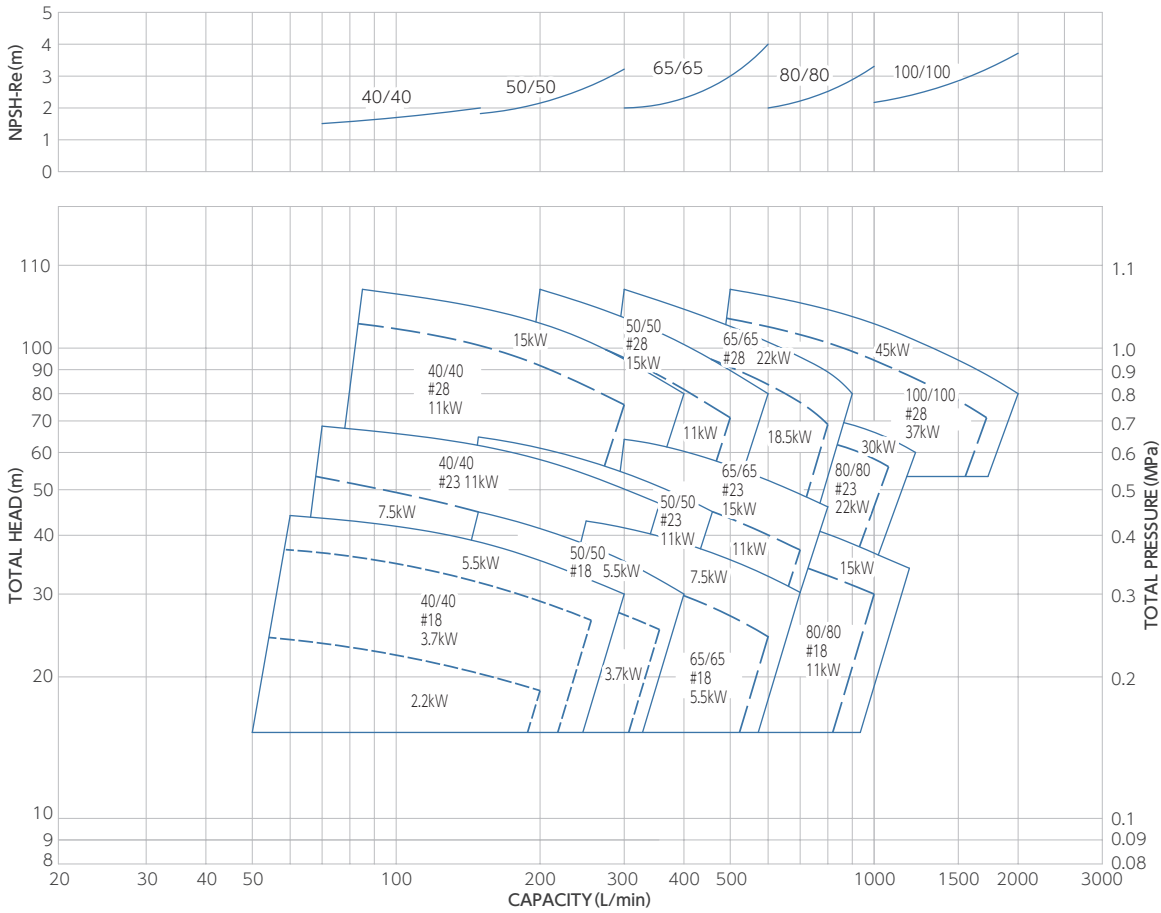 5
4
3
2
1
0
NPSH-Re(m)
40/40
50/50
65/65
80/80
100/100
110
100
90
80
70
60
50
40
30
20
10
9
8
TOTAL HEAD(m)
1.1
1.0
0.9
0.8
0.7
0.6
0.5
0.4
0.3
0.2
0.1
0.09
0.08
TOTAL PRESSURE(MPa)
15kW
40/40
#28
11kW
50/50
#28
15kW
11kW
65/65
#28 22kW
18.5kW
45kW
100/100
#28
37kW
40/40
#23 11kW
7.5kW
50/50
#23
11kW
65/65
#23
15kW
11kW
30kW
80/80
#23
22kW
5.5kW
40/40
#18
3.7kW
2.2kW
50/50
#18 5.5kW
3.7kW
7.5kW
65/65
#18
5.5kW
15kW
80/80
#18
11kW
20
30
40
50
100
200
300
400
500
1000
1500
2000
3000
CAPACITY(L/min)